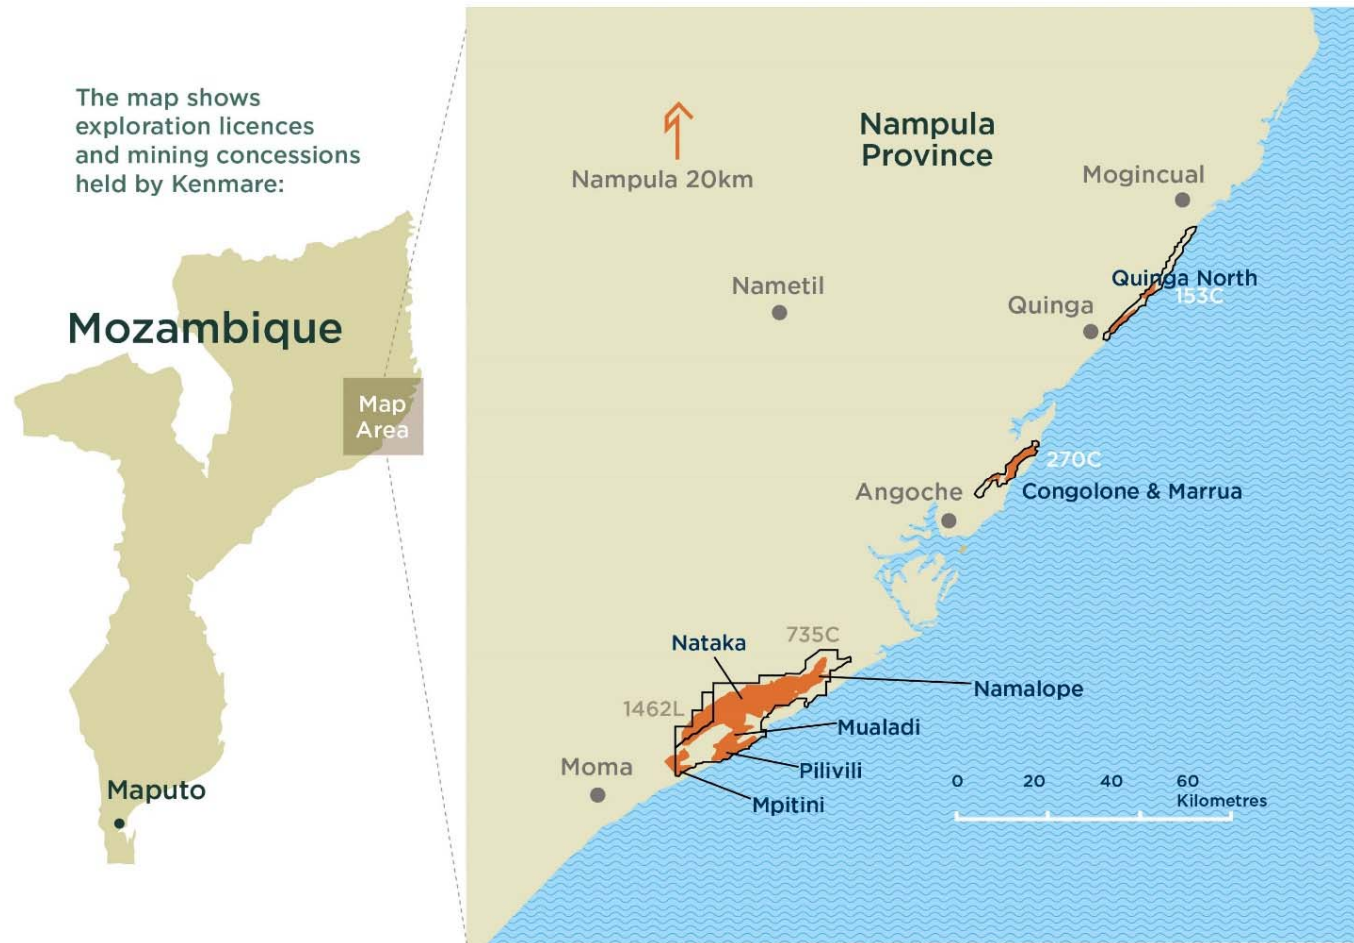 The map shows
exploration licences
and mining concessions
held by Kenmare:
Mozambique
Map
Area
Maputo
Nampula
Province
Nampula 20km
Mogincual
Nametil
Quinga North
153C
Quinga
270C
Angoche
Congolone & Marrua
735C
Nataka
Namalope
1462L
Mualadi
Moma
Pilivili
Mpitini
0 20 40 60
Kilometres